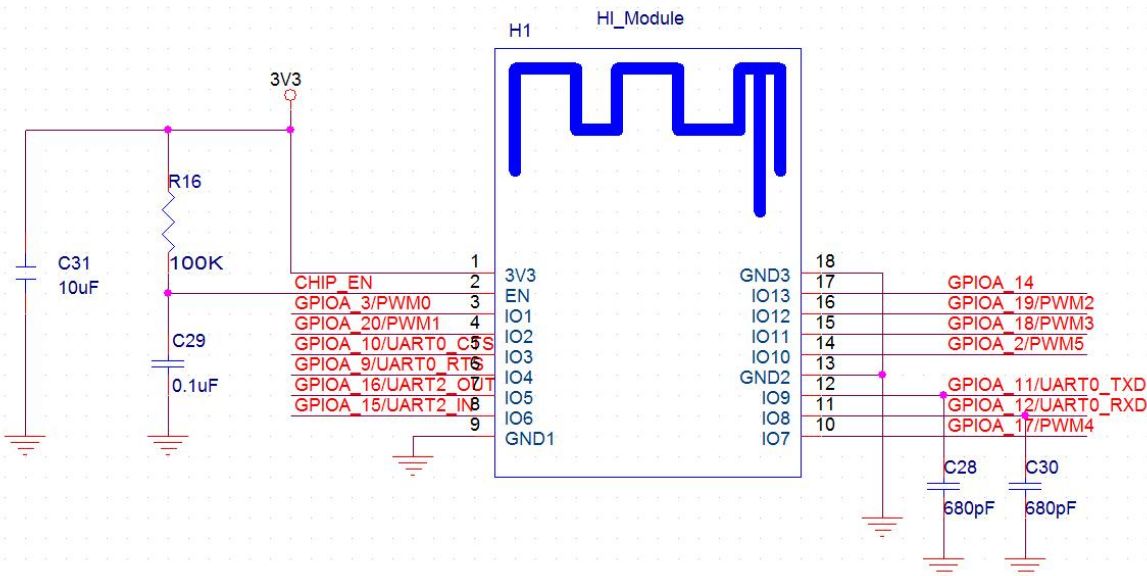 HI_Module
H1
3V3
R16
100K
C31
10uF
C29
0.1uF
CHIP_EN
GPIOA_3/PWM0
GPIOA_20/PWM1
GPIOA_10/UART0_CTS
GPIOA_9/UART0_RTS
GPIOA_16/UART2_OUT
GPIOA_15/UART2_IN
1
2
3
4
5
6
7
8
9
3V3
EN
IO1
IO2
IO3
IO4
IO5
IO6
GND1
GND3
IO13
IO12
IO11
IO10
GND2
IO9
IO8
IO7
18
17
16
15
14
13
12
11
10
GPIOA_14
GPIOA_19/PWM2
GPIOA_18/PWM3
GPIOA_2/PWM5
GPIOA_11/UART0_TXD
GPIOA_12/UART0_RXD
GPIOA_17/PWM4
C28
680pF
C30
680pF